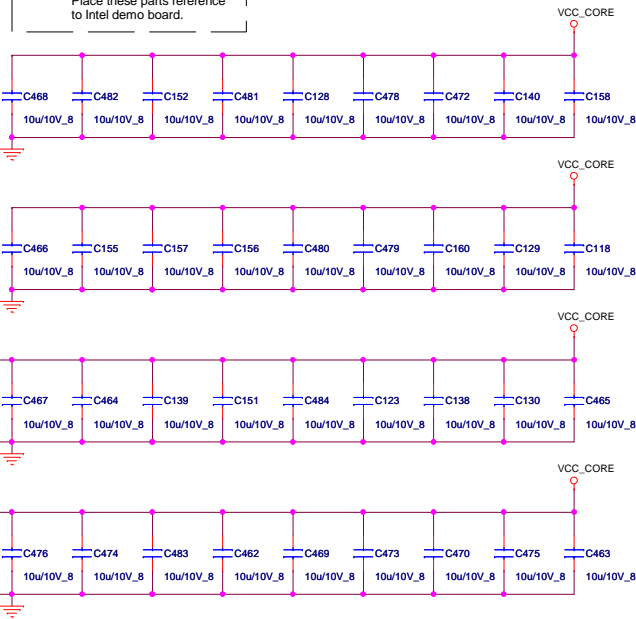 Place these parts reference
to Intel demo board.
VCC_CORE
C468 C482 C152 C481 C128 C478 C472 C140 C158
10u/10V_8 10u/10V_8 10u/10V_8 10u/10V_8 10u/10V_8 10u/10V_8 10u/10V_8 10u/10V_8 10u/10V_8
VCC_CORE
C466 C155 C157 C156 C480 C479 C160 C129 C118
10u/10V_8 10u/10V_8 10u/10V_8 10u/10V_8 10u/10V_8 10u/10V_8 10u/10V_8 10u/10V_8 10u/10V_8
VCC_CORE
C467 C464 C139 C151 C484 C123 C138 C130 C465
10u/10V_8 10u/10V_8 10u/10V_8 10u/10V_8 10u/10V_8 10u/10V_8 10u/10V_8 10u/10V_8 10u/10V_8
VCC_CORE
C476 C474 C483 C462 C469 C473 C470 C475 C463
10u/10V_8 10u/10V_8 10u/10V_8 10u/10V_8 10u/10V_8 10u/10V_8 10u/10V_8 10u/10V_8 10u/10V_8